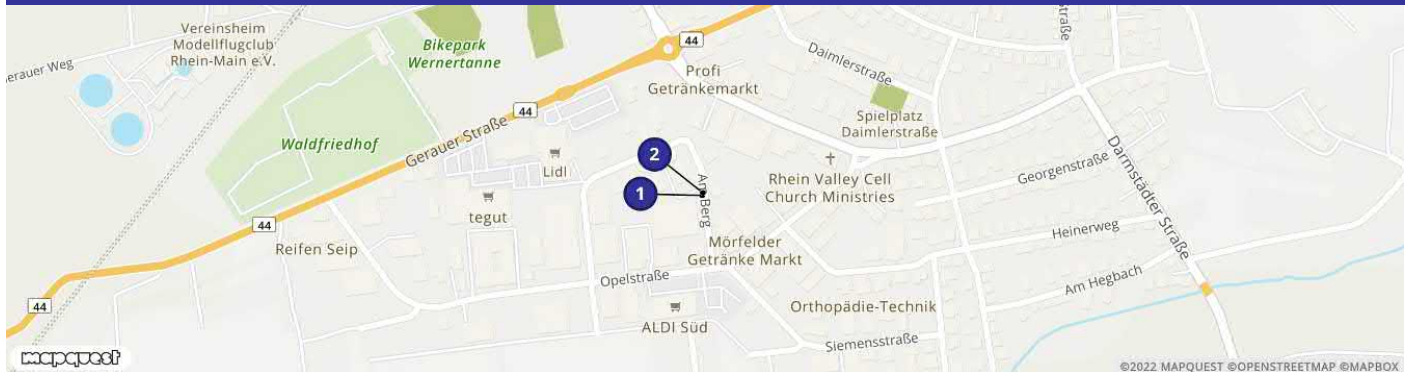 Vereinsheim
Modellflugclub
Rhein-Main e.V.
Bikepark
Wernertanne
44
Profi
Getränkemarkt
Daimlerstraße
Straße
Gerauer Weg
44
Waldfriedhof
Gerauer Straße
Spielplatz
Daimlerstraße
Lidl
2
1
Am Berg
Rhein Valley Cell
Church Ministries
Georgenstraße
Darmstädter Straße
tegut
44
Reifen Seip
Mörfelder
Getränke Markt
Heinerweg
Opelstraße
Am Hegbach
44
ALDI Süd
Orthopädie-Technik
Siemensstraße
mapquest
©2022 MAPQUEST ©OPENSTREETMAP ©MAPBOX